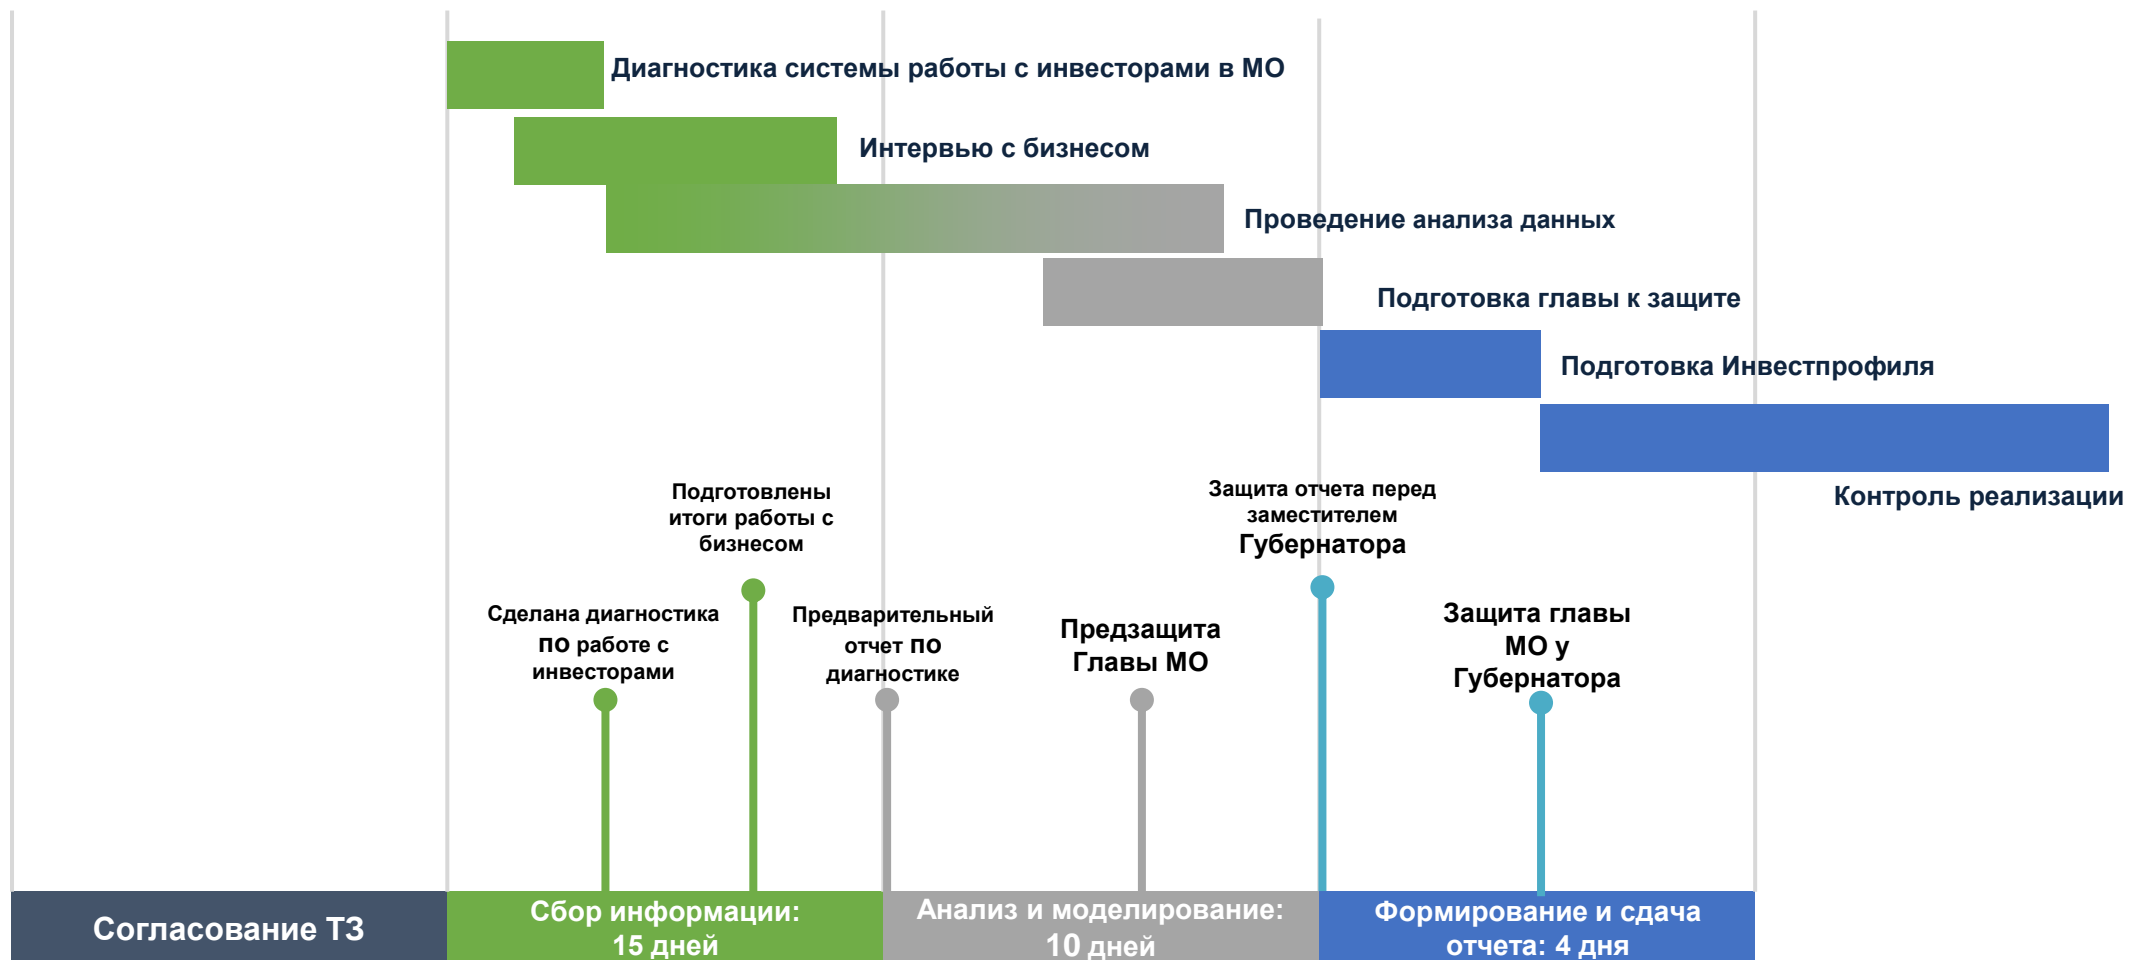 Диагностика системы работы с инвесторами в МО
Интервью с бизнесом
Проведение анализа данных
Подготовка главы к защите
Подготовка Инвестпрофиля
Контроль реализации
Подготовлены
итоги работы с
бизнесом
Защита отчета перед
заместителем
Губернатора
Сделана диагностика
по работе с
инвесторами
Предварительный
отчет по
диагностике
Предзащита
Главы МО
Защита главы
МО у
Губернатора
Согласование ТЗ
Сбор информации:
15 дней
Анализ и моделирование:
10 дней
Формирование и сдача
отчета: 4 дня